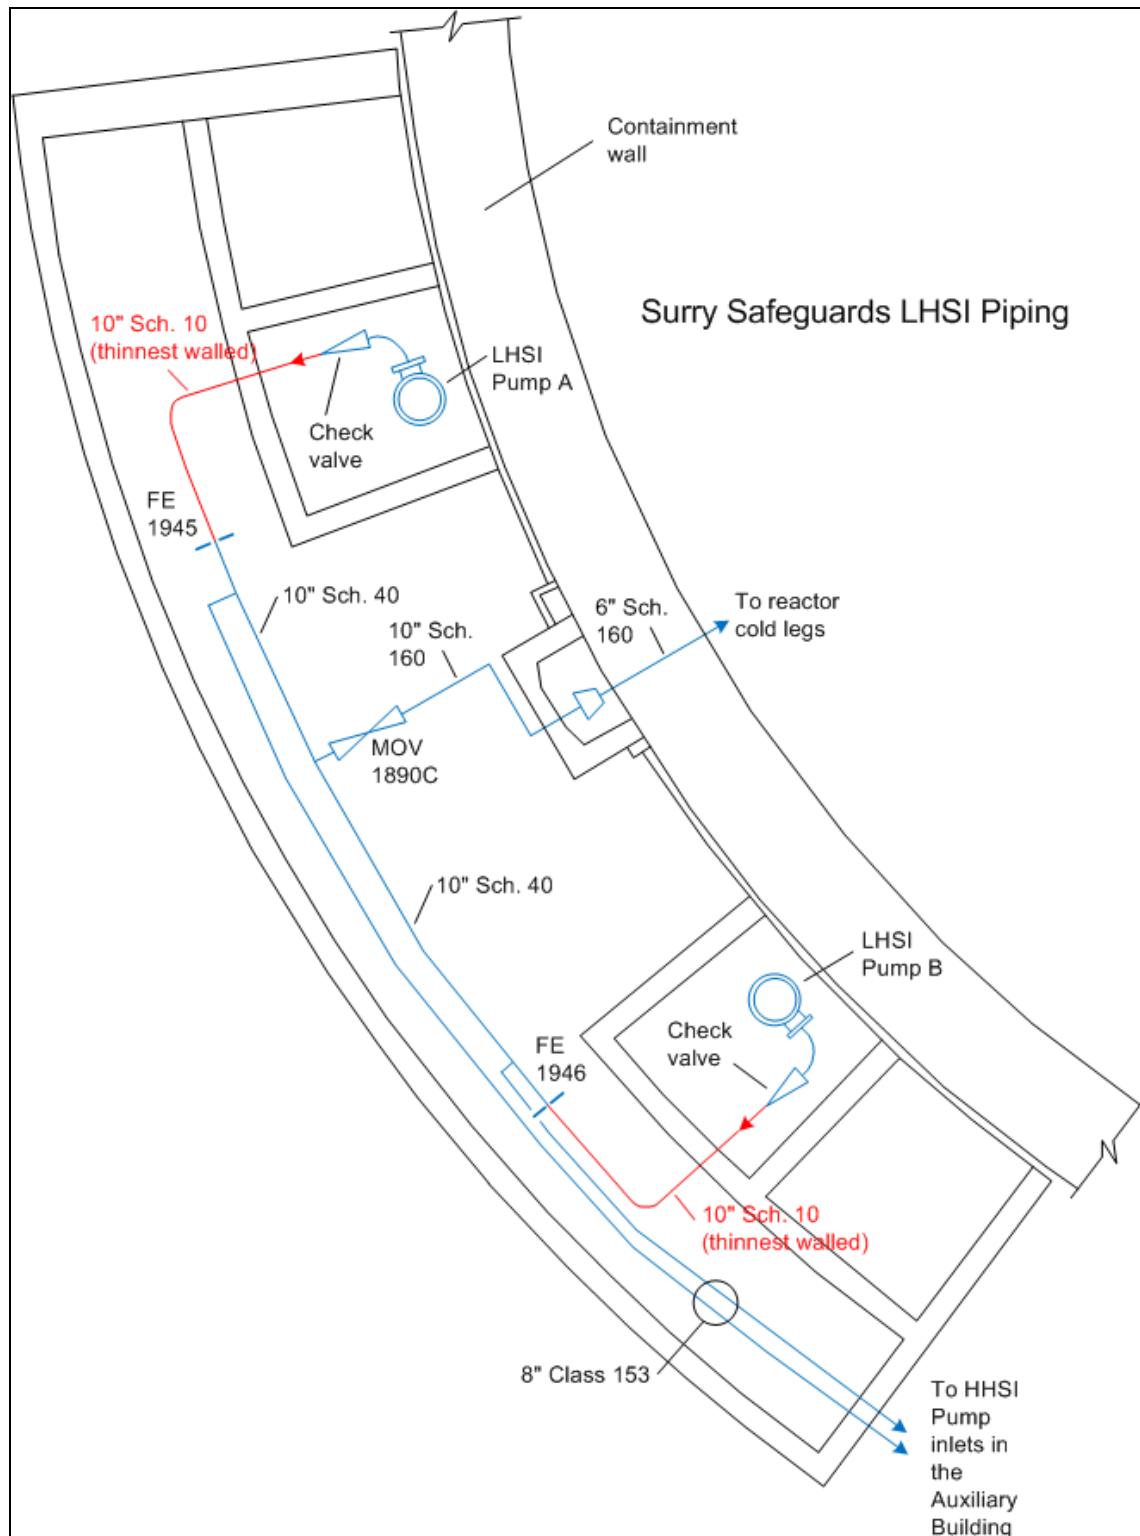 Containment
wall
Surry Safeguards LHSI Piping
10" Sch. 10
(thinnest walled)
LHSI
Pump A
Check
valve
FE
1945
10" Sch. 40
10" Sch.
160
6" Sch.
160
To reactor
cold legs
MOV
1890C
10" Sch. 40
LHSI
Pump B
Check
valve
FE
1946
10" Sch. 10
(thinnest walled)
8" Class 153
To HHSI
Pump
inlets in
the
Auxiliary
Building